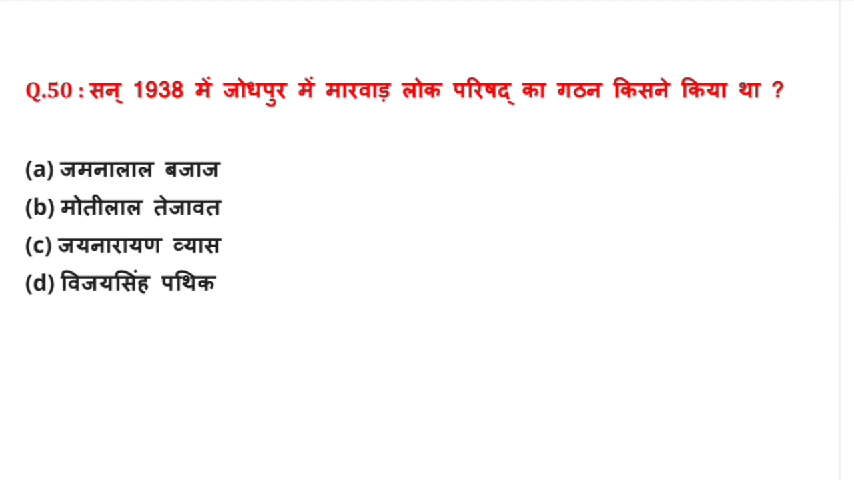 Q.50 : सन् 1938 में जोधपुर में मारवाड़ लोक परिषद् का गठन किसने किया था ?
(a) जमनालाल बजाज
(b) मोतीलाल तेजावत
(c) जयनारायण व्यास
(d) विजयसिंह पथिक